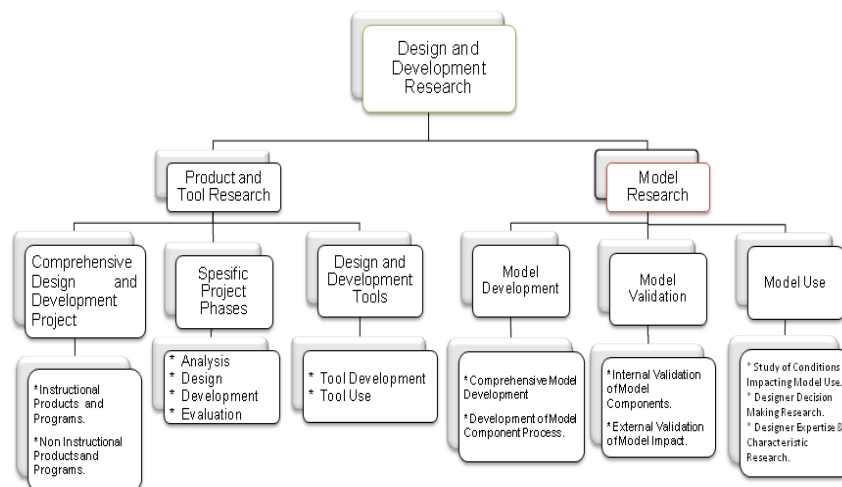 Design and
Development
Research
Product and
Tool Research
Model
Research
Comprehensive
Design and
Development
Project
Spesific
Project
Phases
Design and
Development
Tools
Model
Development
Model
Validation
Model Use
*Instructional
Products and
Programs.
*Non Instructional
Products and
Programs.
* Analysis
* Design
* Development
* Evaluation
* Tool Development
* Tool Use
*Comprehensive Model
Development
*Development of Model
Component Process.
*Internal Validation
of Model
Components.
*External Validation
of Model Impact.
* Study of Conditions
Impacting Model Use.
* Designer Decision
Making Research.
* Designer Expertise &
Characteristic
Research.